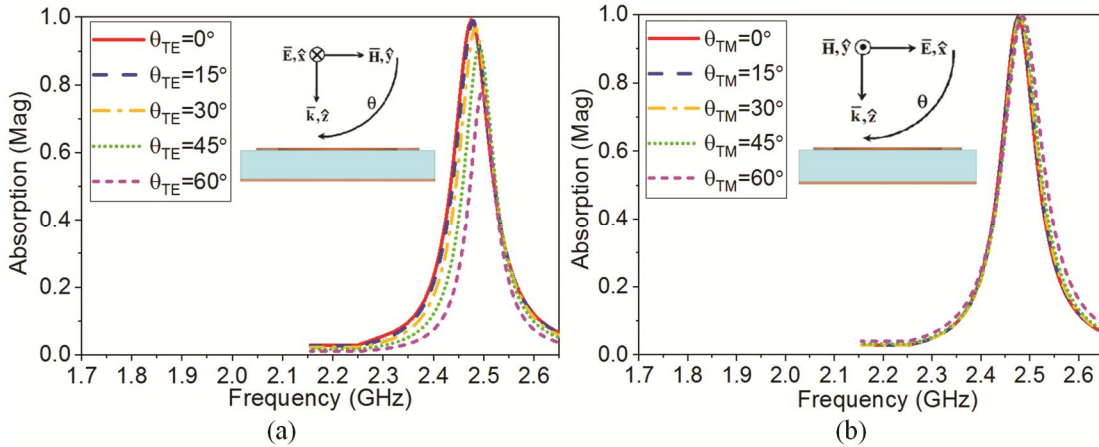 1.0
0.8
0.6
0.4
0.2
0.0
Absorption (Mag)
θTE=0°
θTE=15°
θTE=30°
θTE=45°
θTE=60°
E̅,x̂ H̅,ŷ
k̅,ẑ
θ
1.7 1.8 1.9 2.0 2.1 2.2 2.3 2.4 2.5 2.6
Frequency (GHz)
(a)
1.0
0.8
0.6
0.4
0.2
0.0
Absorption (Mag)
θTM=0°
θTM=15°
θTM=30°
θTM=45°
θTM=60°
H̅,ŷ E̅,x̂
k̅,ẑ
θ
1.7 1.8 1.9 2.0 2.1 2.2 2.3 2.4 2.5 2.6
Frequency (GHz)
(b)